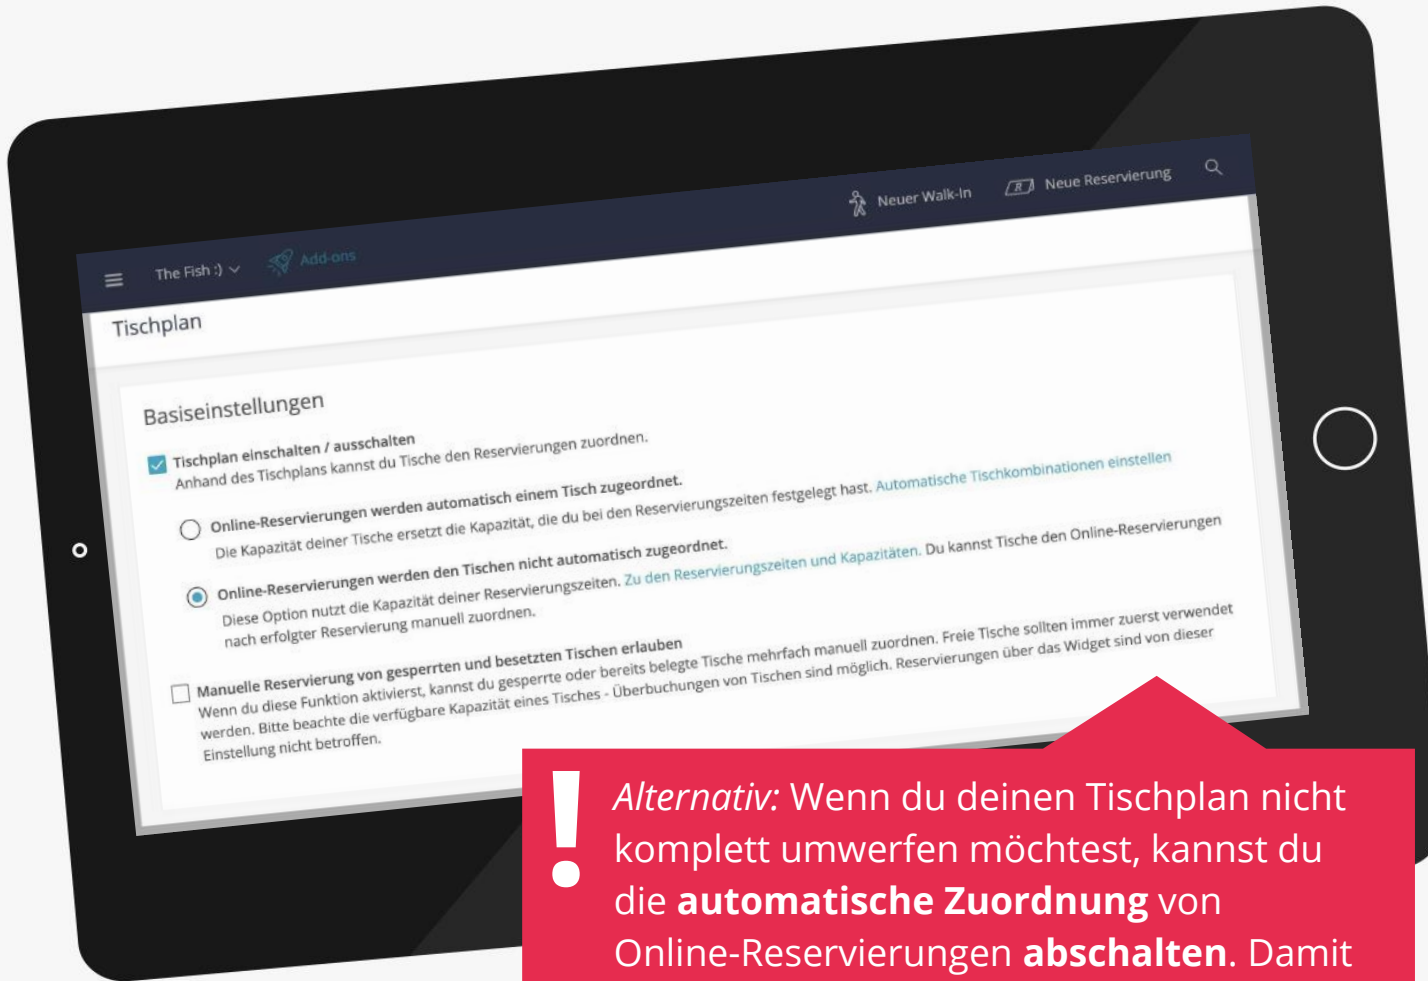 The Fish :)
Add-ons
Neuer Walk-In
R
Neue Reservierung
Tischplan
Basiseinstellungen
Tischplan einschalten / ausschalten
Anhand des Tischplans kannst du Tische den Reservierungen zuordnen.
Online-Reservierungen werden automatisch einem Tisch zugeordnet.
Die Kapazität deiner Tische ersetzt die Kapazität, die du bei den Reservierungszeiten festgelegt hast. Automatische Tischkombinationen einstellen
Online-Reservierungen werden den Tischen nicht automatisch zugeordnet.
Diese Option nutzt die Kapazität deiner Reservierungszeiten. Zu den Reservierungszeiten und Kapazitäten. Du kannst Tische den Online-Reservierungen
nach erfolgter Reservierung manuell zuordnen.
Manuelle Reservierung von gesperrten und besetzten Tischen erlauben
Wenn du diese Funktion aktivierst, kannst du gesperrte oder bereits belegte Tische mehrfach manuell zuordnen. Freie Tische sollten immer zuerst verwendet
werden. Bitte beachte die verfügbare Kapazität eines Tisches - Überbuchungen von Tischen sind möglich. Reservierungen über das Widget sind von dieser
Einstellung nicht betroffen.
! Alternativ: Wenn du deinen Tischplan nicht
komplett umwerfen möchtest, kannst du
die automatische Zuordnung von
Online-Reservierungen abschalten. Damit